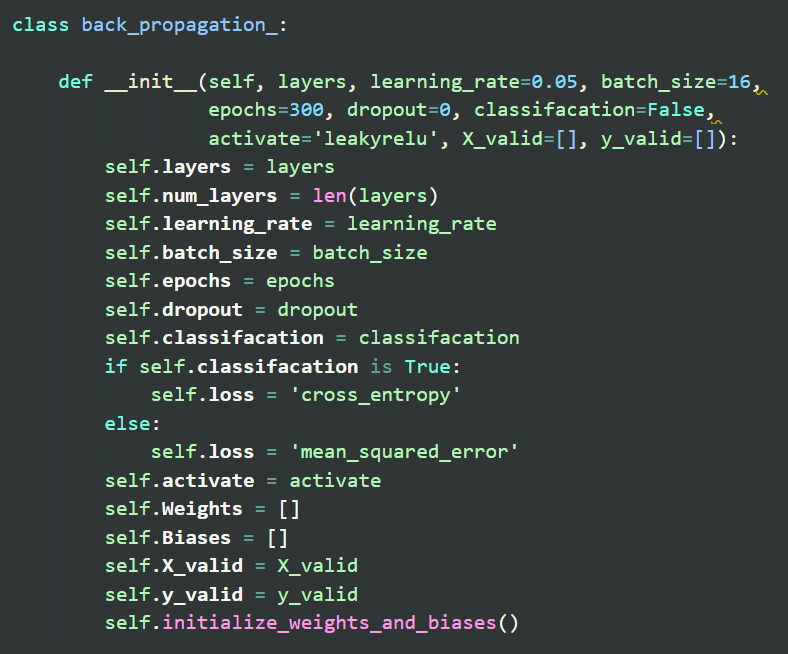 class back_propagation_:
    def __init__(self, layers, learning_rate=0.05, batch_size=16,
                 epochs=300, dropout=0, classifacation=False,
                 activate='leakyrelu', X_valid=[], y_valid=[]):
        self.layers = layers
        self.num_layers = len(layers)
        self.learning_rate = learning_rate
        self.batch_size = batch_size
        self.epochs = epochs
        self.dropout = dropout
        self.classifacation = classifacation
        if self.classifacation is True:
            self.loss = 'cross_entropy'
        else:
            self.loss = 'mean_squared_error'
        self.activate = activate
        self.Weights = []
        self.Biases = []
        self.X_valid = X_valid
        self.y_valid = y_valid
        self.initialize_weights_and_biases()